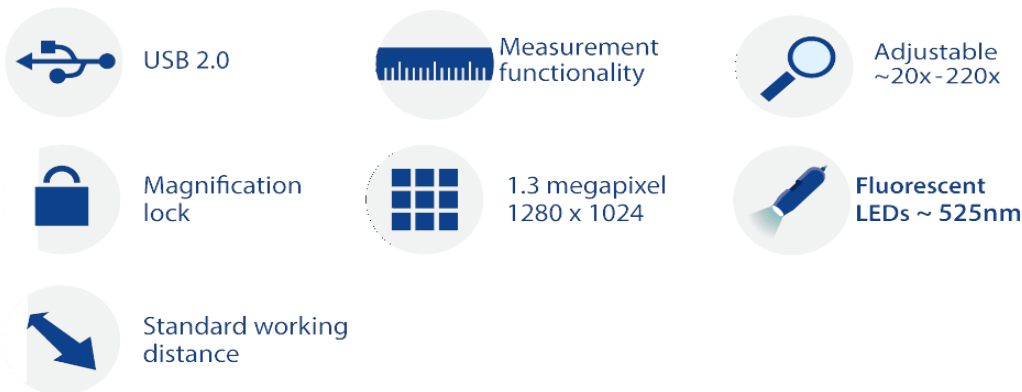 USB 2.0
Measurement
functionality
Adjustable
~20x-220x
Magnification
lock
1.3 megapixel
1280 x 1024
Fluorescent
LEDs ~ 525nm
Standard working
distance